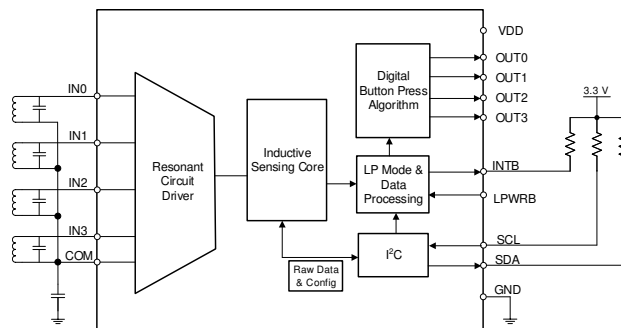 VDD
OUT0
OUT1
OUT2
OUT3
Digital
Button Press
Algorithm
3.3 V
IN0
IN1
IN2
IN3
COM
Resonant
Circuit
Driver
Inductive
Sensing Core
LP Mode &
Data
Processing
INTB
LPWRB
SCL
SDA
I²C
Raw Data
& Config
GND